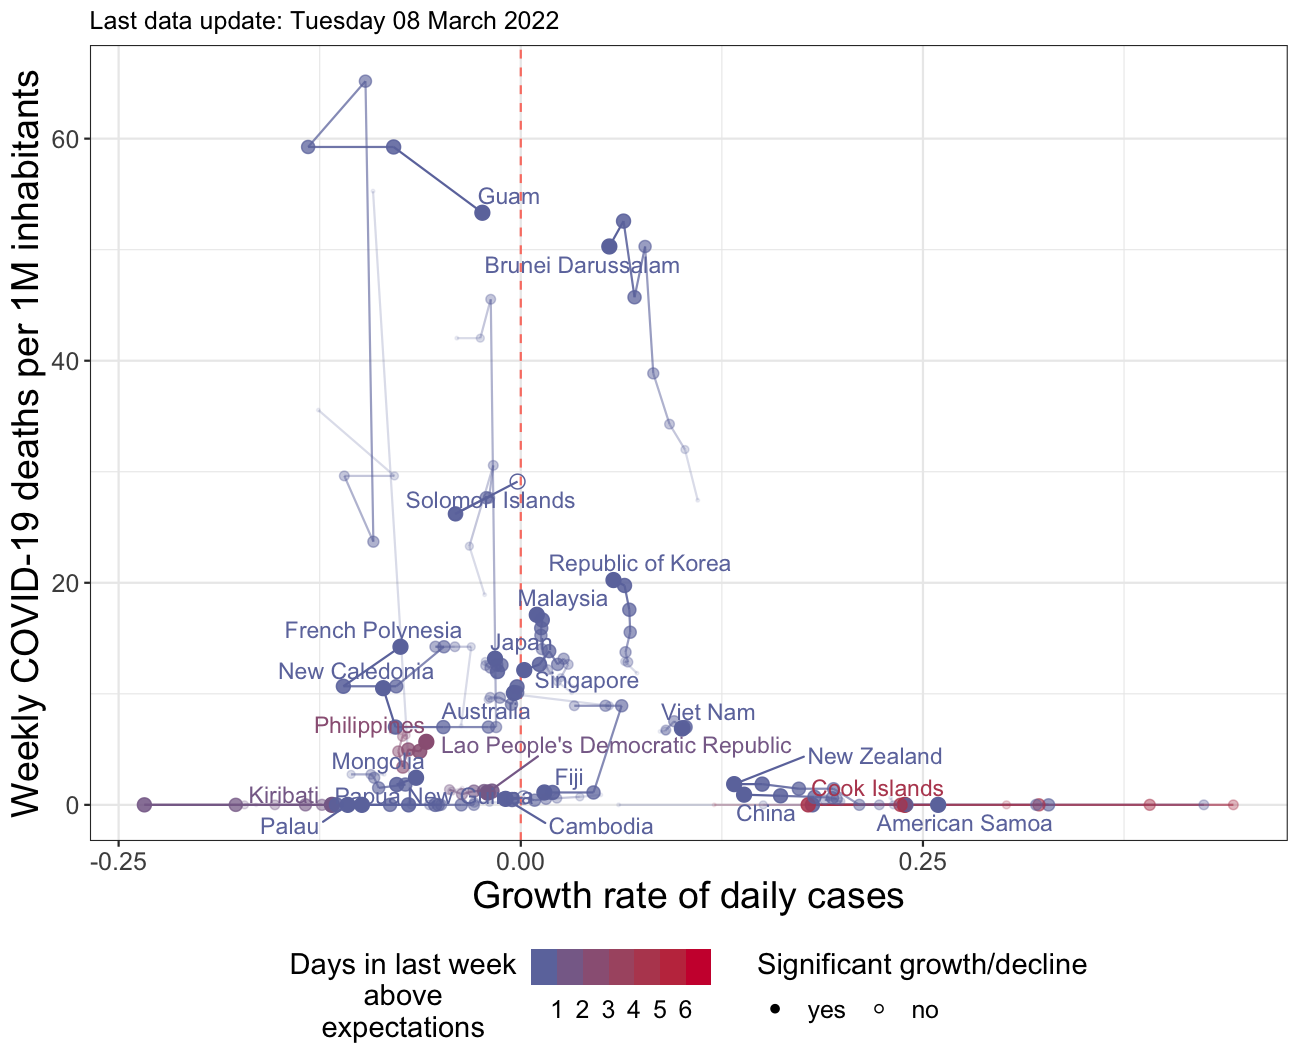 Last data update: Tuesday 08 March 2022
Weekly COVID-19 deaths per 1M inhabitants
60
40
20
0
Guam
Brunei Darussalam
Solomon Islands
Republic of Korea
Malaysia
French Polynesia
Japan
New Caledonia
Singapore
Australia
Viet Nam
Philippines
Lao People's Democratic Republic
Mongolia
New Zealand
Fiji
Cook Islands
Kiribati
Papua New Guinea
China
American Samoa
Palau
Cambodia
-0.25
0.00
0.25
Growth rate of daily cases
Days in last week
above
expectations
1 2 3 4 5 6
Significant growth/decline
yes
no